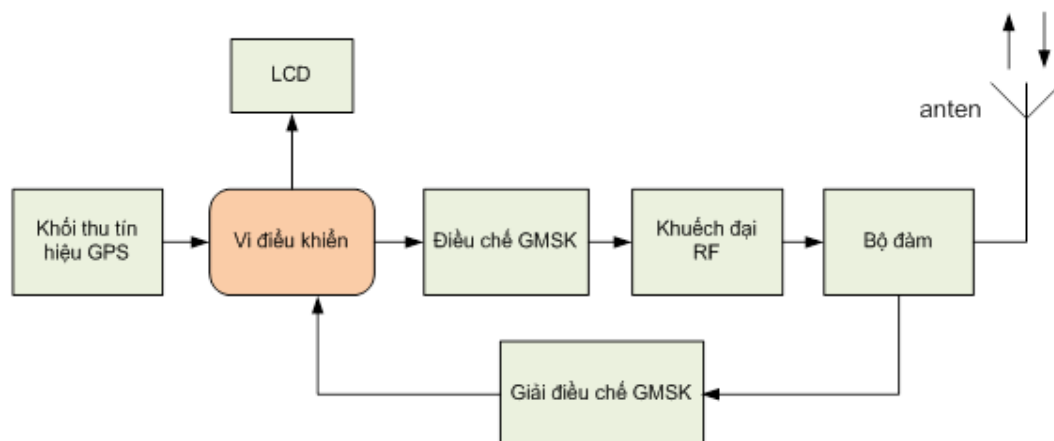 LCD
anten
Khối thu tín
hiệu GPS
Vi điều khiển
Điều chế GMSK
Khuếch đại
RF
Bộ đàm
Giải điều chế GMSK